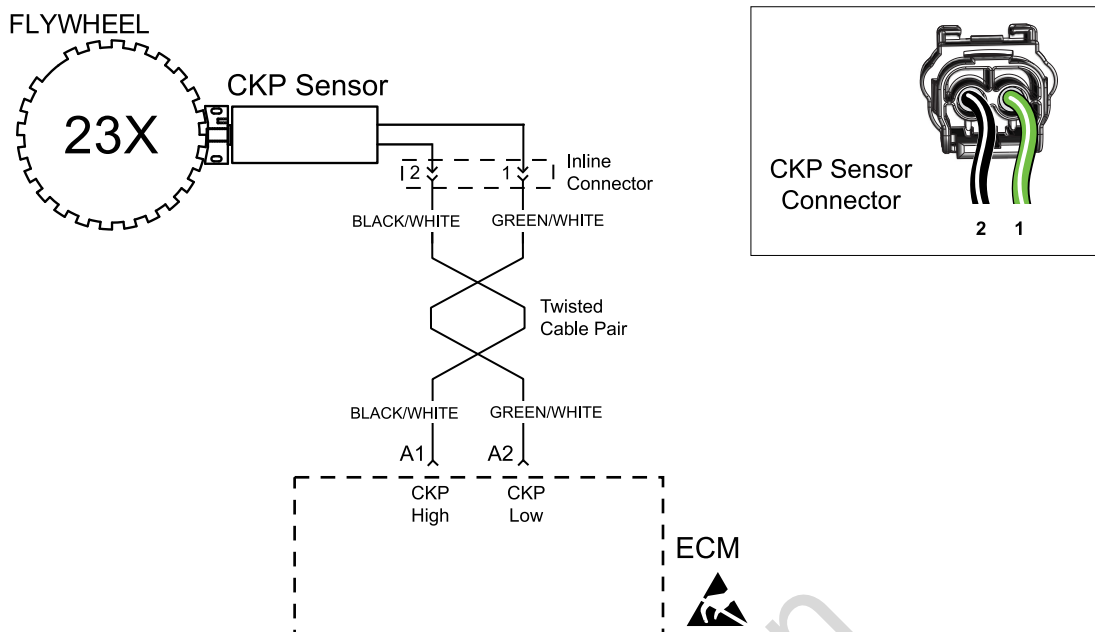 FLYWHEEL
23X
CKP Sensor
2
1
Inline
Connector
BLACK/WHITE
GREEN/WHITE
Twisted
Cable Pair
BLACK/WHITE
GREEN/WHITE
A1
A2
CKP
High
CKP
Low
ECM
CKP Sensor
Connector
2
1